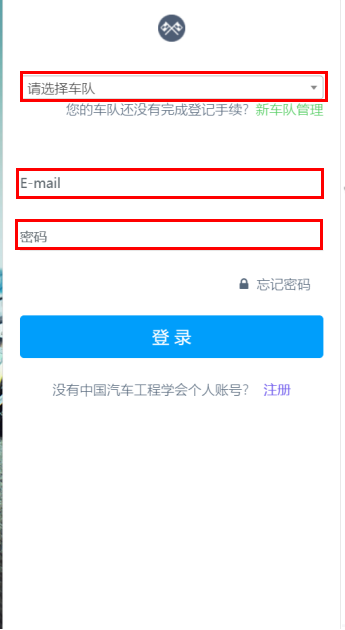 请选择车队
您的车队还没有完成登记手续? 新车队管理
E-mail
密码
忘记密码
登 录
没有中国汽车工程学会个人账号? 注册